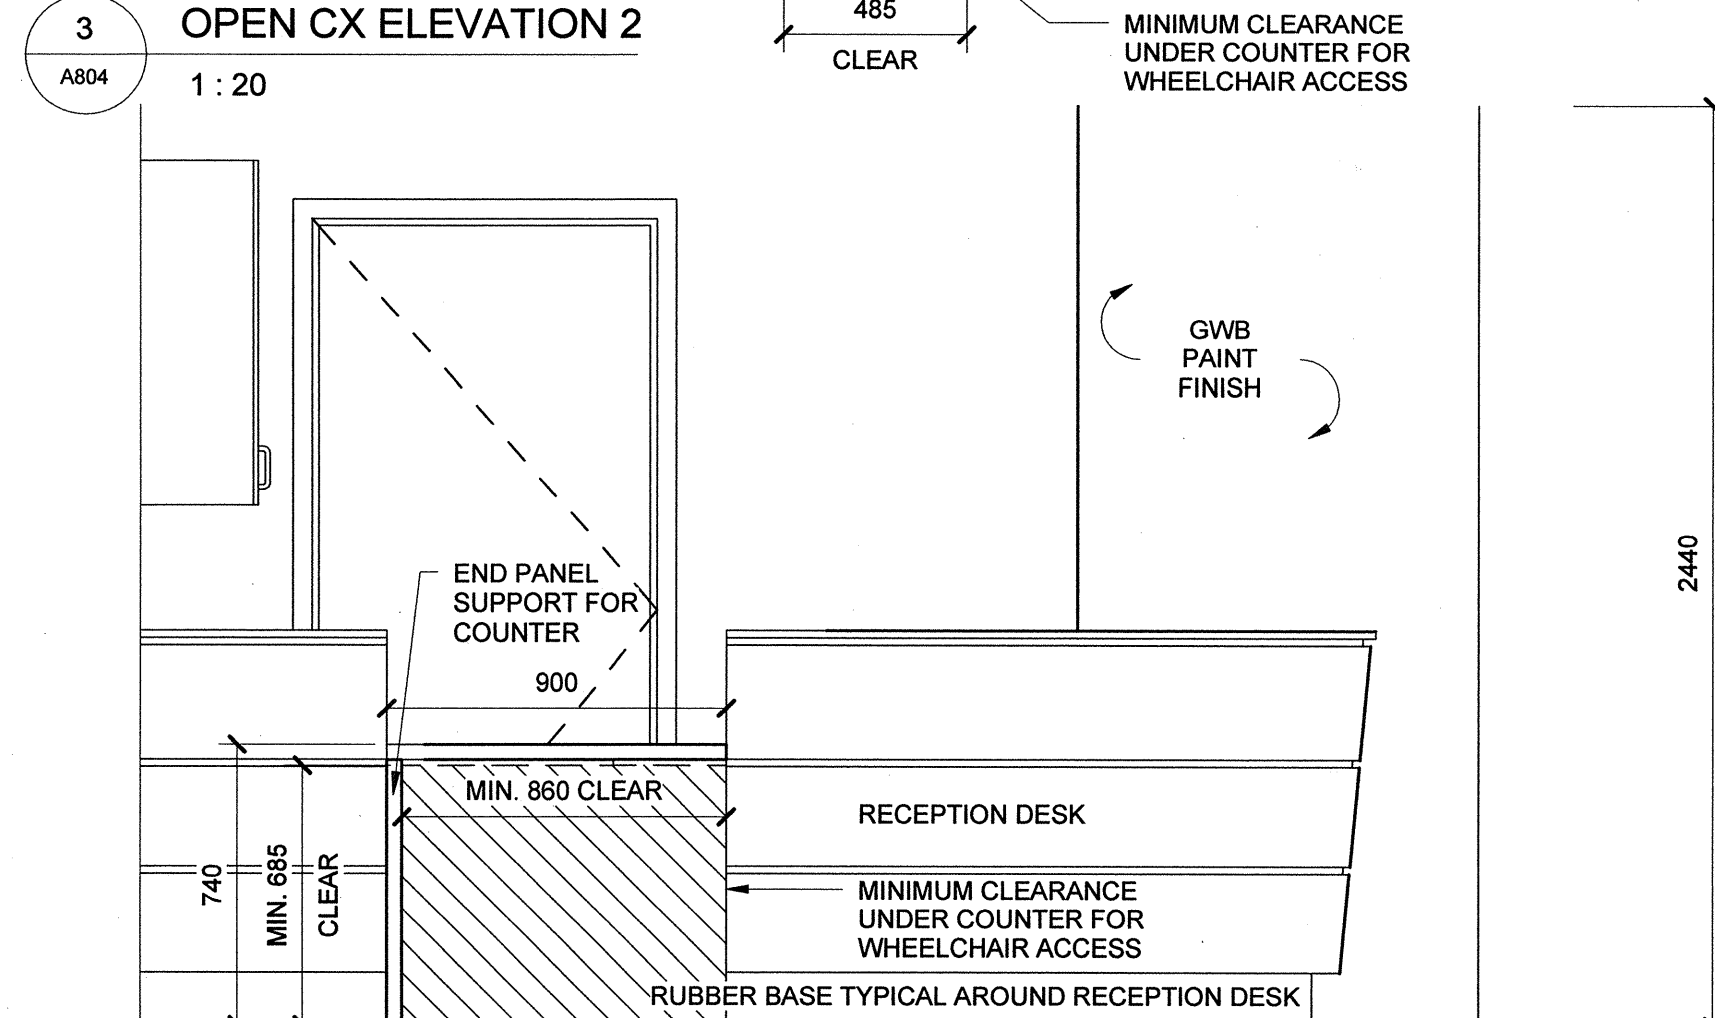 3
A804
OPEN CX ELEVATION 2
1 : 20
485
CLEAR
MINIMUM CLEARANCE
UNDER COUNTER FOR
WHEELCHAIR ACCESS
GWB
PAINT
FINISH
2440
END PANEL
SUPPORT FOR
COUNTER
900
MIN. 860 CLEAR
RECEPTION DESK
740
MIN. 685
CLEAR
MINIMUM CLEARANCE
UNDER COUNTER FOR
WHEELCHAIR ACCESS
RUBBER BASE TYPICAL AROUND RECEPTION DESK